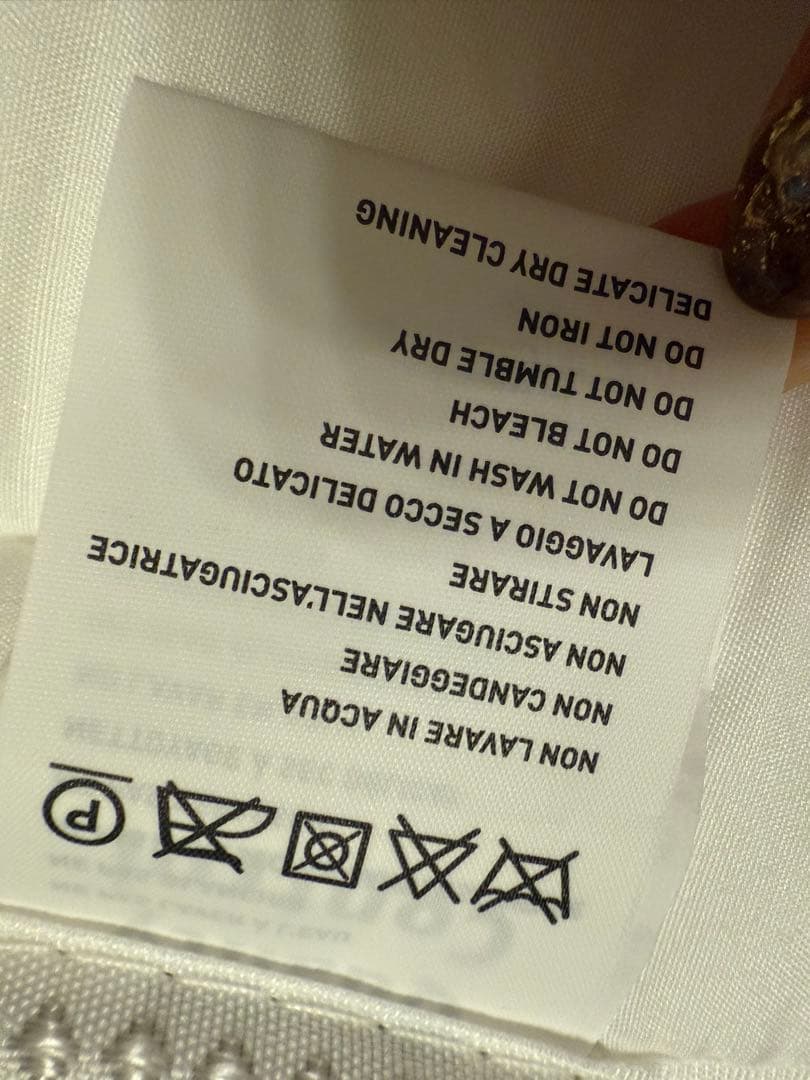 NON LAVARE IN ACQUA
NON CANDEGGIARE
NON ASCIUGARE NELL'ASCIUGATRICE
NON STIRARE
LAVAGGIO A SECCO DELICATO
DO NOT WASH IN WATER
DO NOT BLEACH
DO NOT TUMBLE DRY
DO NOT IRON
DELICATE DRY CLEANING
P